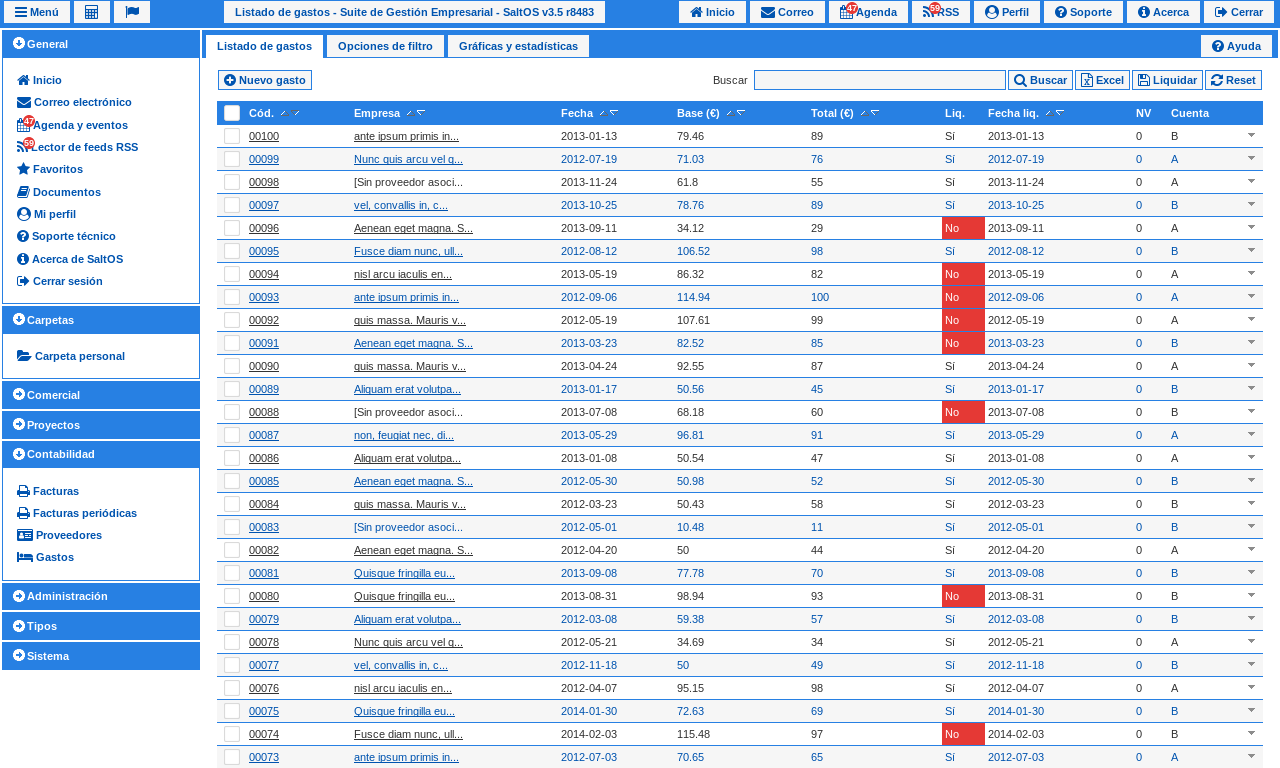 Menú
Listado de gastos - Suite de Gestión Empresarial - SaltOS v3.5 r8483
Inicio Correo 47 Agenda 59 RSS Perfil Soporte Acerca Cerrar
General
Inicio
Correo electrónico
47 Agenda y eventos
59 Lector de feeds RSS
Favoritos
Documentos
Mi perfil
Soporte técnico
Acerca de SaltOS
Cerrar sesión
Carpetas
Carpeta personal
Comercial
Proyectos
Contabilidad
Facturas
Facturas periódicas
Proveedores
Gastos
Administración
Tipos
Sistema
Listado de gastos Opciones de filtro Gráficas y estadísticas Ayuda
Nuevo gasto Buscar Buscar Excel Liquidar Reset
Cód. Empresa Fecha Base (€) Total (€) Liq. Fecha liq. NV Cuenta
00100 ante ipsum primis in... 2013-01-13 79.46 89 Sí 2013-01-13 0 B
00099 Nunc quis arcu vel q... 2012-07-19 71.03 76 Sí 2012-07-19 0 A
00098 [Sin proveedor asoci... 2013-11-24 61.8 55 Sí 2013-11-24 0 A
00097 vel, convallis in, c... 2013-10-25 78.76 89 Sí 2013-10-25 0 B
00096 Aenean eget magna. S... 2013-09-11 34.12 29 No 2013-09-11 0 A
00095 Fusce diam nunc, ull... 2012-08-12 106.52 98 Sí 2012-08-12 0 B
00094 nisl arcu iaculis en... 2013-05-19 86.32 82 No 2013-05-19 0 A
00093 ante ipsum primis in... 2012-09-06 114.94 100 No 2012-09-06 0 A
00092 quis massa. Mauris v... 2012-05-19 107.61 99 No 2012-05-19 0 A
00091 Aenean eget magna. S... 2013-03-23 82.52 85 No 2013-03-23 0 B
00090 quis massa. Mauris v... 2013-04-24 92.55 87 Sí 2013-04-24 0 A
00089 Aliquam erat volutpa... 2013-01-17 50.56 45 Sí 2013-01-17 0 B
00088 [Sin proveedor asoci... 2013-07-08 68.18 60 No 2013-07-08 0 B
00087 non, feugiat nec, di... 2013-05-29 96.81 91 Sí 2013-05-29 0 A
00086 Aliquam erat volutpa... 2013-01-08 50.54 47 Sí 2013-01-08 0 A
00085 Aenean eget magna. S... 2012-05-30 50.98 52 Sí 2012-05-30 0 B
00084 quis massa. Mauris v... 2012-03-23 50.43 58 Sí 2012-03-23 0 B
00083 [Sin proveedor asoci... 2012-05-01 10.48 11 Sí 2012-05-01 0 B
00082 Aenean eget magna. S... 2012-04-20 50 44 Sí 2012-04-20 0 A
00081 Quisque fringilla eu... 2013-09-08 77.78 70 Sí 2013-09-08 0 B
00080 Quisque fringilla eu... 2013-08-31 98.94 93 No 2013-08-31 0 B
00079 Aliquam erat volutpa... 2012-03-08 59.38 57 Sí 2012-03-08 0 B
00078 Nunc quis arcu vel q... 2012-05-21 34.69 34 Sí 2012-05-21 0 A
00077 vel, convallis in, c... 2012-11-18 50 49 Sí 2012-11-18 0 B
00076 nisl arcu iaculis en... 2012-04-07 95.15 98 Sí 2012-04-07 0 A
00075 Quisque fringilla eu... 2014-01-30 72.63 69 Sí 2014-01-30 0 B
00074 Fusce diam nunc, ull... 2014-02-03 115.48 97 No 2014-02-03 0 B
00073 ante ipsum primis in... 2012-07-03 70.65 65 Sí 2012-07-03 0 A